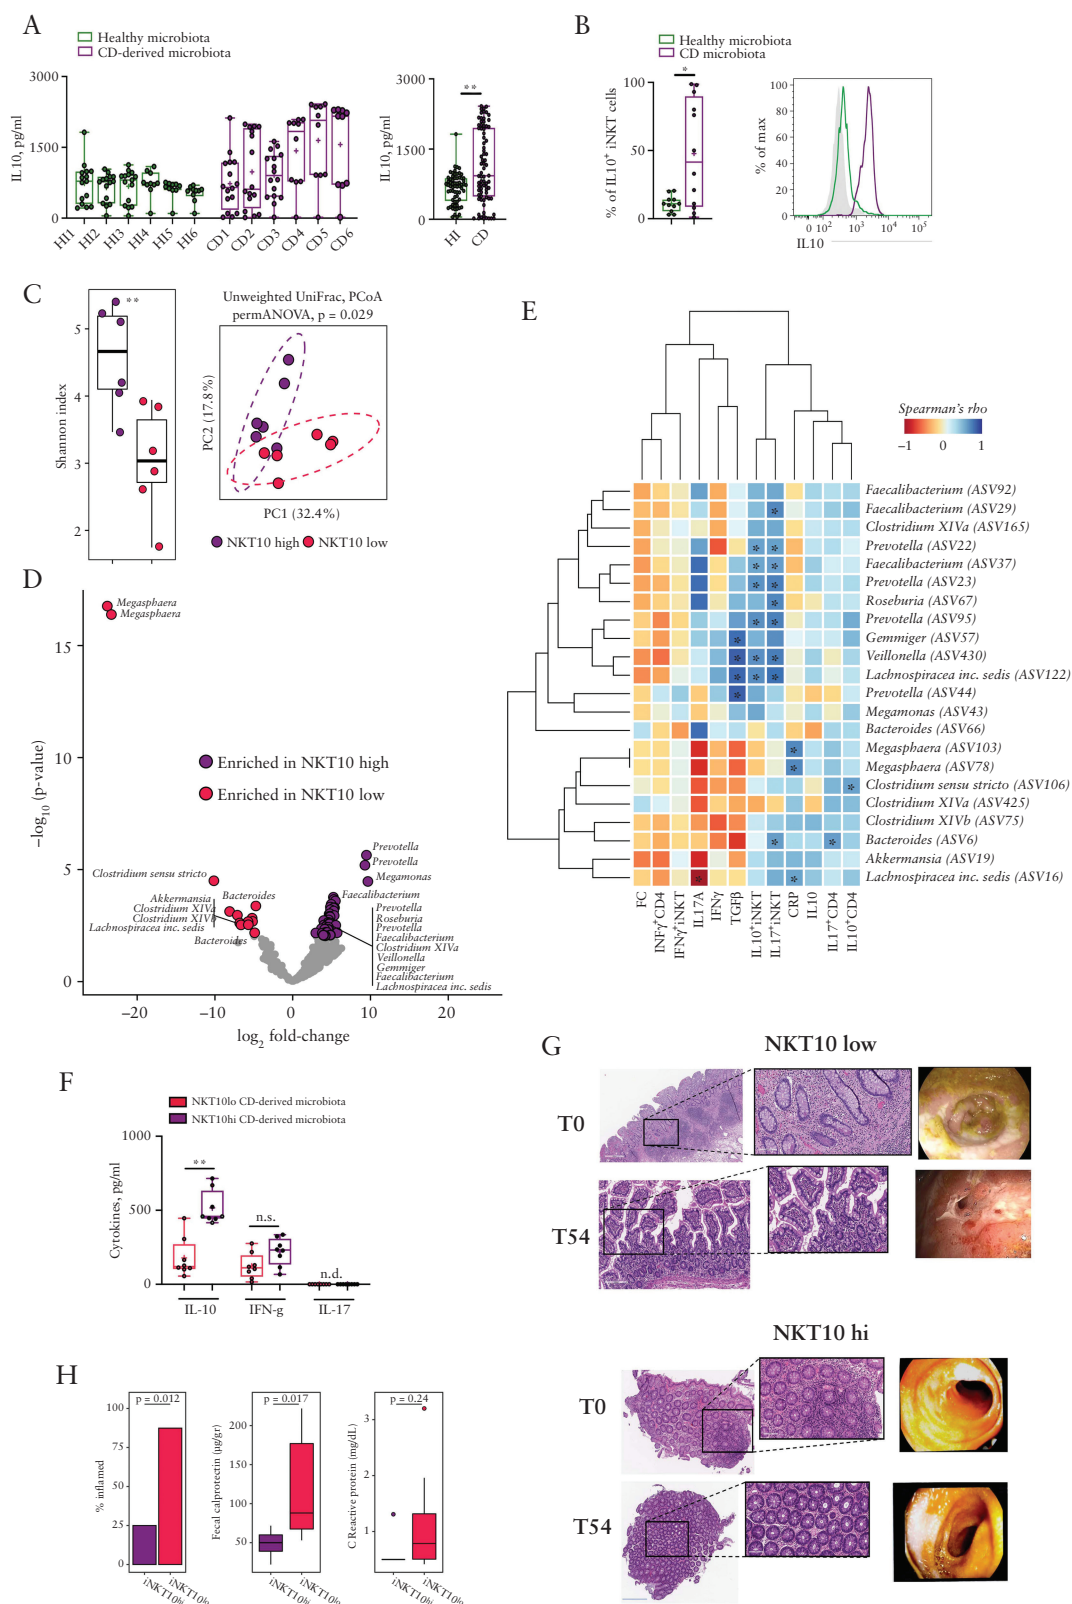 A
Healthy microbiota
CD-derived microbiota
IL10, pg/ml
3000
1500
0
HI1
HI2
HI3
HI4
HI5
HI6
CD1
CD2
CD3
CD4
CD5
CD6
IL10, pg/ml
3000
1500
0
**
HI
CD
B
Healthy microbiota
CD microbiota
% of IL10+ iNKT cells
100
50
0
*
% of max
100
80
60
40
20
0
0 10² 10³ 10⁴ 10⁵
IL10
C
Shannon index
5
4
3
2
**
Unweighted UniFrac, PCoA
permANOVA, p = 0.029
PC2 (17.8%)
PC1 (32.4%)
NKT10 high NKT10 low
D
−log10 (p-value)
15
10
5
0
Megasphaera
Megasphaera
Enriched in NKT10 high
Enriched in NKT10 low
Clostridium sensu stricto
Akkermansia
Clostridium XIVa
Clostridium XIVb
Lachnospiracea inc. sedis
Bacteroides
Bacteroides
Prevotella
Prevotella
Megamonas
Faecalibacterium
Prevotella
Roseburia
Prevotella
Faecalibacterium
Clostridium XIVa
Veillonella
Gemmiger
Faecalibacterium
Lachnospiracea inc. sedis
−20 −10 0 10 20
log2 fold-change
E
Spearman's rho
−1 0 1
Faecalibacterium (ASV92)
Faecalibacterium (ASV29)
Clostridium XIVa (ASV165)
Prevotella (ASV22)
Faecalibacterium (ASV37)
Prevotella (ASV23)
Roseburia (ASV67)
Prevotella (ASV95)
Gemmiger (ASV57)
Veillonella (ASV430)
Lachnospiracea inc. sedis (ASV122)
Prevotella (ASV44)
Megamonas (ASV43)
Bacteroides (ASV66)
Megasphaera (ASV103)
Megasphaera (ASV78)
Clostridium sensu stricto (ASV106)
Clostridium XIVa (ASV425)
Clostridium XIVb (ASV75)
Bacteroides (ASV6)
Akkermansia (ASV19)
Lachnospiracea inc. sedis (ASV16)
FC
INFγ+CD4
IFNγ+iNKT
IL17A
IFNγ
TGFβ
IL10+iNKT
IL17+iNKT
CRP
IL10
IL17+CD4
IL10+CD4
F
NKT10lo CD-derived microbiota
NKT10hi CD-derived microbiota
Cytokines, pg/ml
1000
500
0
**
n.s.
n.d.
IL-10
IFN-g
IL-17
G
NKT10 low
T0
T54
NKT10 hi
T0
T54
H
% inflamed
100
75
50
25
0
p = 0.012
iNKT10hi
iNKT10lo
Fecal calprotectin (µg/gr)
200
150
100
50
p = 0.017
iNKT10hi
iNKT10lo
C Reactive protein (mg/dL)
3
2
1
p = 0.24
iNKT10hi
iNKT10lo